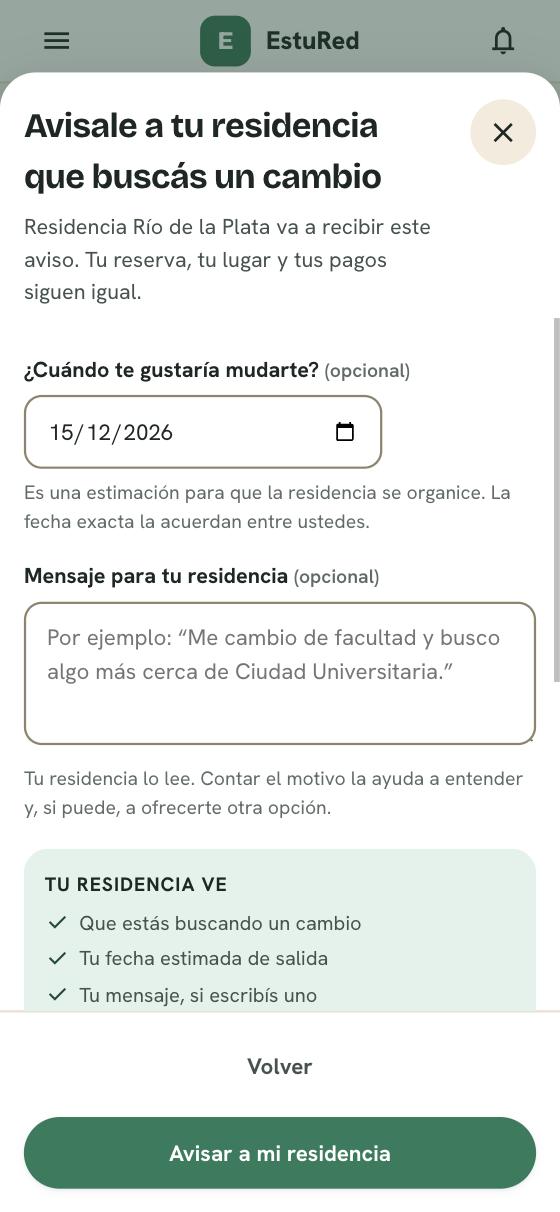 E EstuRed
Avisale a tu residencia
que buscás un cambio
Residencia Río de la Plata va a recibir este
aviso. Tu reserva, tu lugar y tus pagos
siguen igual.
¿Cuándo te gustaría mudarte? (opcional)
15/12/2026
Es una estimación para que la residencia se organice. La
fecha exacta la acuerdan entre ustedes.
Mensaje para tu residencia (opcional)
Por ejemplo: “Me cambio de facultad y busco
algo más cerca de Ciudad Universitaria.”
Tu residencia lo lee. Contar el motivo la ayuda a entender
y, si puede, a ofrecerte otra opción.
TU RESIDENCIA VE
Que estás buscando un cambio
Tu fecha estimada de salida
Tu mensaje, si escribís uno
Volver
Avisar a mi residencia